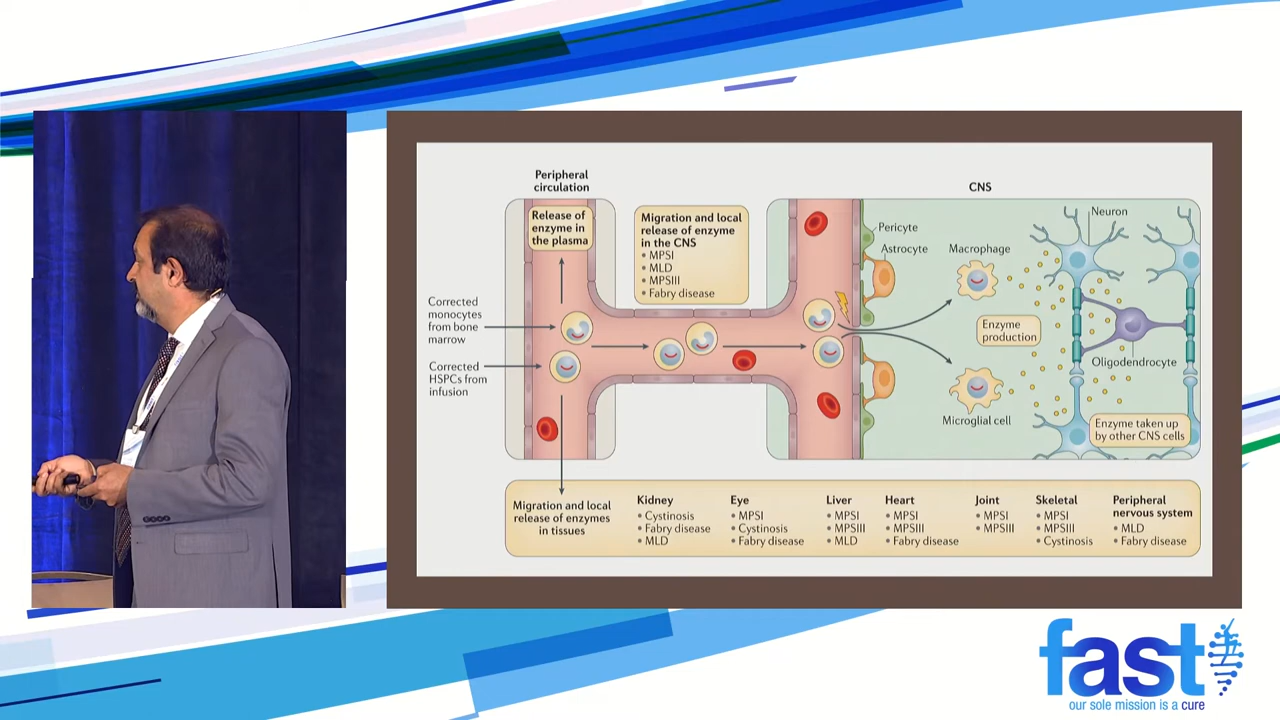 Peripheral
circulation
CNS
Release of
enzyme in
the plasma
Migration and local
release of enzyme
in the CNS
• MPSI
• MLD
• MPSIII
• Fabry disease
Corrected
monocytes
from bone
marrow
Corrected
HSPCs from
infusion
Pericyte
Astrocyte
Macrophage
Neuron
Enzyme
production
Oligodendrocyte
Microglial cell
Enzyme taken up
by other CNS cells
Migration and local
release of enzymes
in tissues
Kidney
• Cystinosis
• Fabry disease
• MLD
Eye
• MPSI
• Cystinosis
• Fabry disease
Liver
• MPSI
• MPSIII
• MLD
Heart
• MPSI
• MPSIII
• Fabry disease
Joint
• MPSI
• MPSIII
Skeletal
• MPSI
• MPSIII
• Cystinosis
Peripheral
nervous system
• MLD
• Fabry disease
fast
our sole mission is a cure